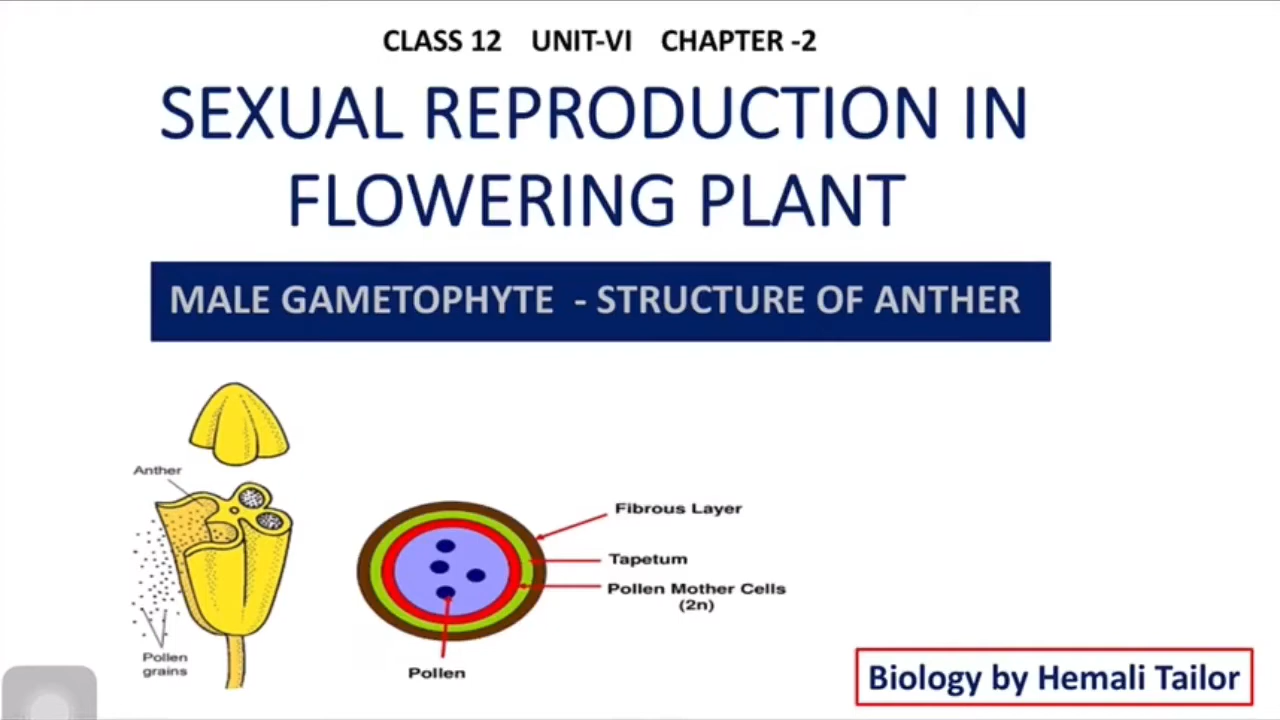 CLASS 12 UNIT-VI CHAPTER -2
SEXUAL REPRODUCTION IN
FLOWERING PLANT
MALE GAMETOPHYTE - STRUCTURE OF ANTHER
Anther
Pollen
grains
Fibrous Layer
Tapetum
Pollen Mother Cells
(2n)
Pollen
Biology by Hemali Tailor